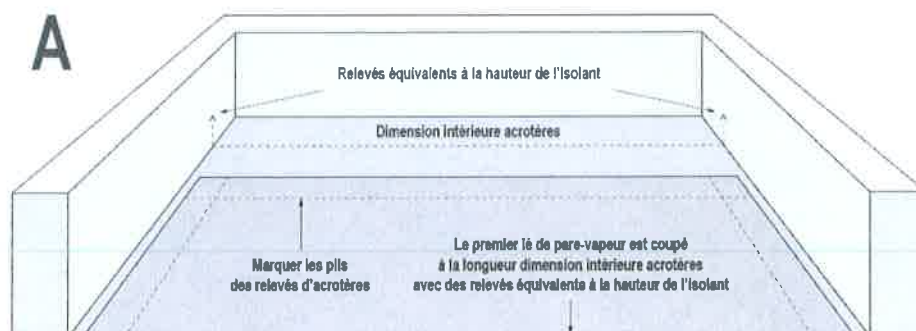 A
Relevés équivalents à la hauteur de l'isolant
Dimension intérieure acrotères
Marquer les plis
des relevés d'acrotères
Le premier lé de pare-vapeur est coupé
à la longueur dimension intérieure acrotères
avec des relevés équivalents à la hauteur de l'isolant